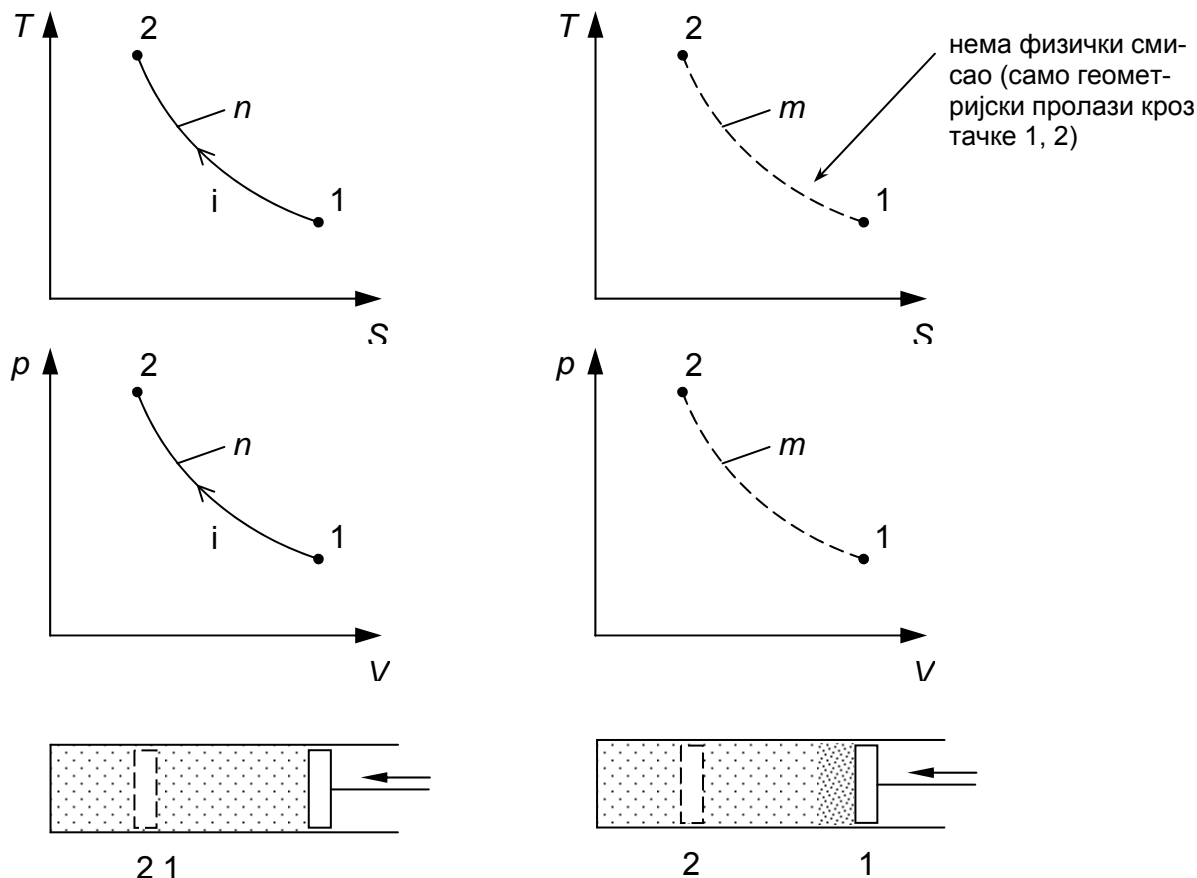 T
2
n
i
1
S
T
2
m
1
S
нема физички сми-
сао (само геомет-
ријски пролази кроз
тачке 1, 2)
p
2
n
i
1
V
p
2
m
1
V
2 1
2
1